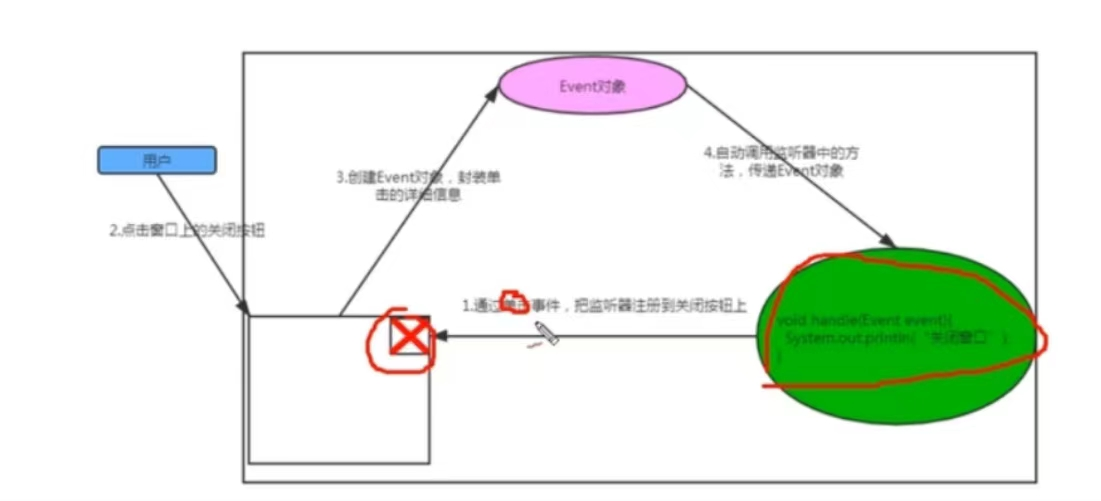 Event对象
用户
4.自动调用监听器中的方
法，传递Event对象
3.创建Event对象，封装单
击的详细信息
2.点击窗口上的关闭按钮
1.通过单击事件，把监听器注册到关闭按钮上
void handle(Event event){
System.out.println("关闭窗口");
}